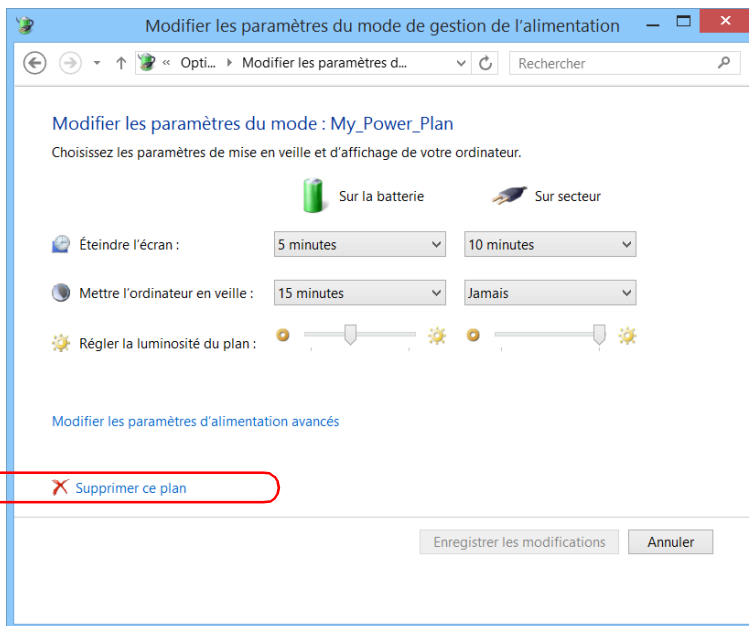 Modifier les paramètres du mode de gestion de l'alimentation
« Opti... Modifier les paramètres d... Rechercher
Modifier les paramètres du mode : My_Power_Plan
Choisissez les paramètres de mise en veille et d'affichage de votre ordinateur.
Sur la batterie Sur secteur
Éteindre l'écran : 5 minutes 10 minutes
Mettre l'ordinateur en veille : 15 minutes Jamais
Régler la luminosité du plan :
Modifier les paramètres d'alimentation avancés
Supprimer ce plan
Enregistrer les modifications Annuler